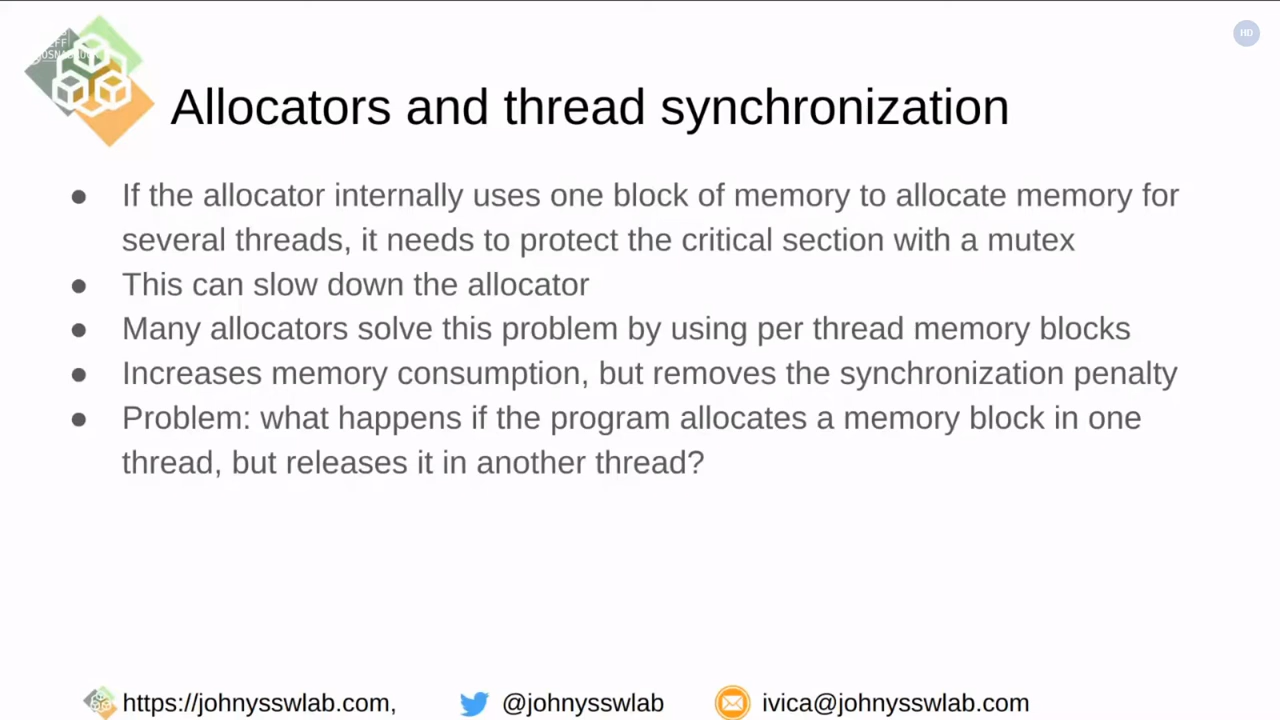 HD
Allocators and thread synchronization
● If the allocator internally uses one block of memory to allocate memory for
several threads, it needs to protect the critical section with a mutex
● This can slow down the allocator
● Many allocators solve this problem by using per thread memory blocks
● Increases memory consumption, but removes the synchronization penalty
● Problem: what happens if the program allocates a memory block in one
thread, but releases it in another thread?
https://johnysswlab.com, @johnysswlab ivica@johnysswlab.com